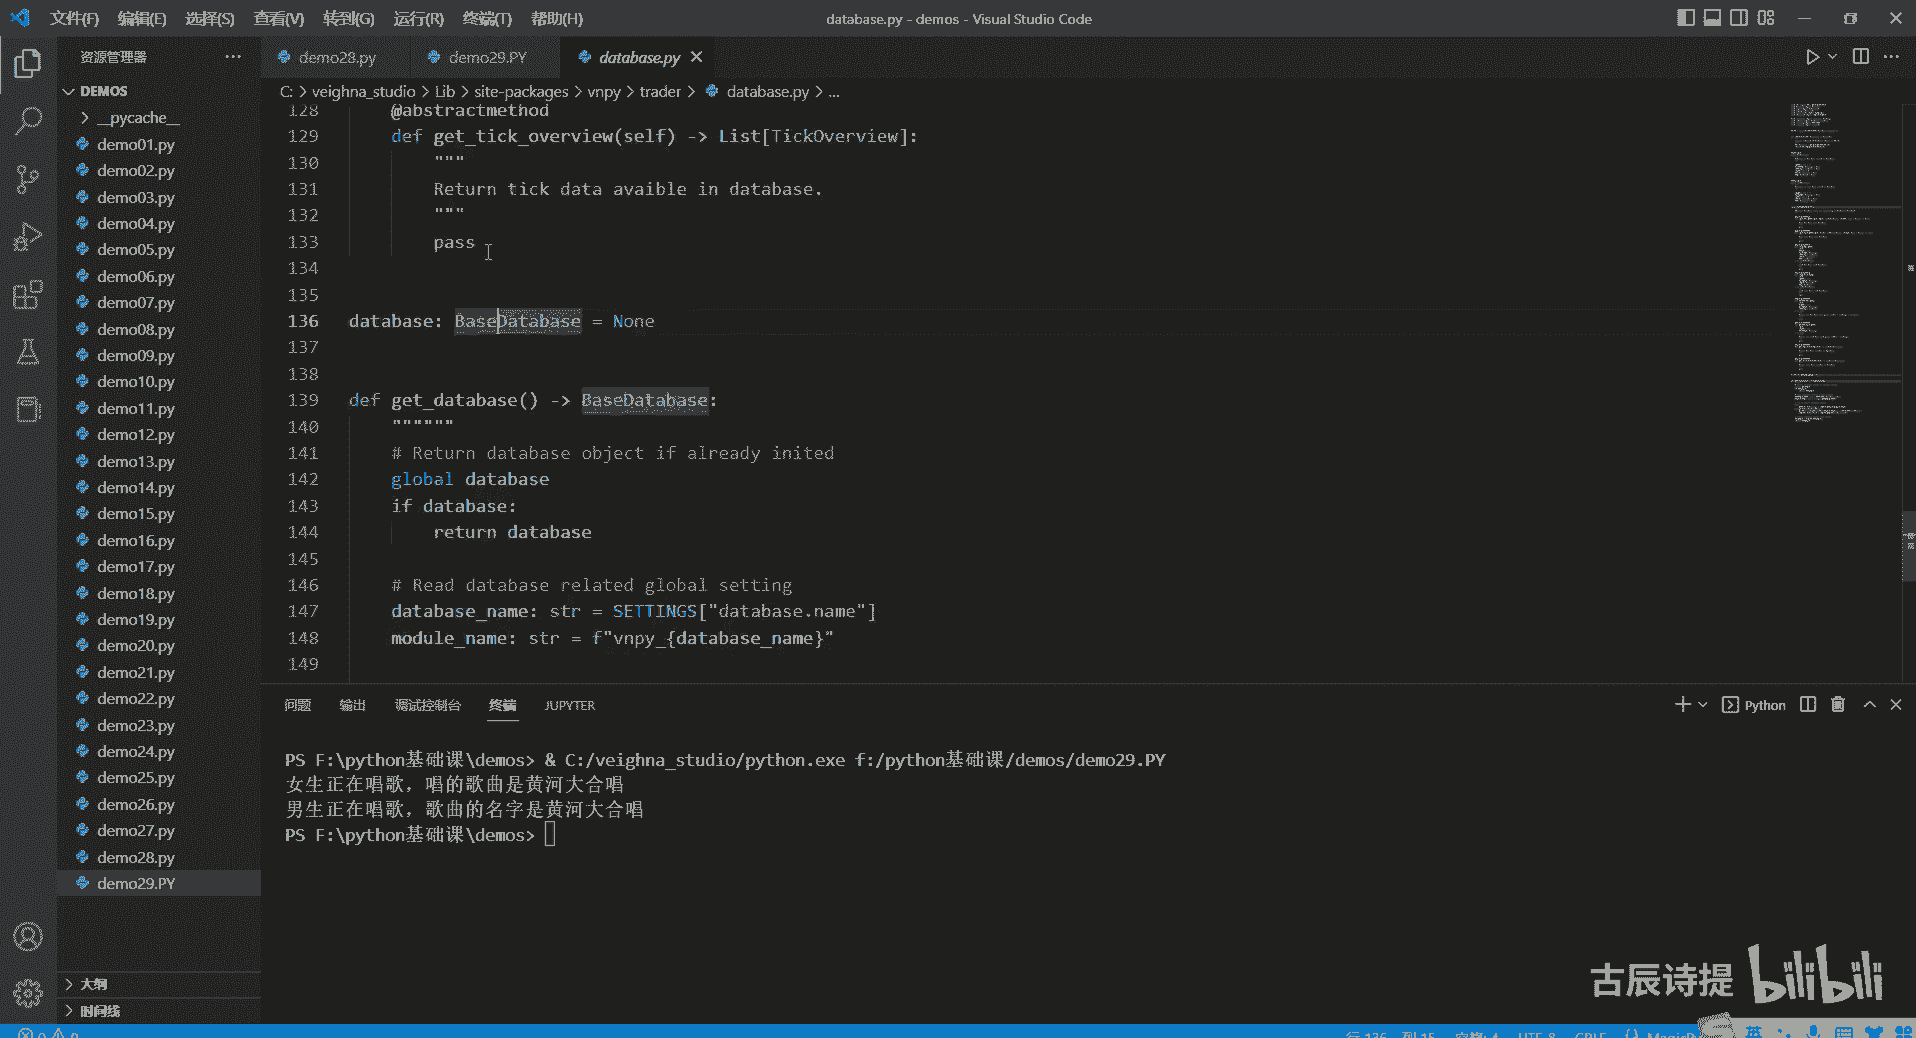 文件(F) 编辑(E) 选择(S) 查看(V) 转到(G) 运行(R) 终端(T) 帮助(H)
database.py - demos - Visual Studio Code
资源管理器
demo28.py
demo29.PY
database.py
DEMOS
C: > veighna_studio > Lib > site-packages > vnpy > trader > database.py > ...
__pycache__
demo01.py
demo02.py
demo03.py
demo04.py
demo05.py
demo06.py
demo07.py
demo08.py
demo09.py
demo10.py
demo11.py
demo12.py
demo13.py
demo14.py
demo15.py
demo16.py
demo17.py
demo18.py
demo19.py
demo20.py
demo21.py
demo22.py
demo23.py
demo24.py
demo25.py
demo26.py
demo27.py
demo28.py
demo29.PY
大纲
时间线
128 @abstractmethod
129 def get_tick_overview(self) -> List[TickOverview]:
130 """
131 Return tick data avaible in database.
132 """
133 pass
134
135
136 database: BaseDatabase = None
137
138
139 def get_database() -> BaseDatabase:
140 """"""
141 # Return database object if already inited
142 global database
143 if database:
144 return database
145
146 # Read database related global setting
147 database_name: str = SETTINGS["database.name"]
148 module_name: str = f"vnpy_{database_name}"
149
问题 输出 调试控制台 终端 JUPYTER
Python
PS F:\python基础课\demos> & C:/veighna_studio/python.exe f:/python基础课/demos/demo29.PY
女生正在唱歌，唱的歌曲是黄河大合唱
男生正在唱歌，歌曲的名字是黄河大合唱
PS F:\python基础课\demos>
古辰诗提 bilibili
行 136，列 15 空格: 4 UTF-8 CRLF
英